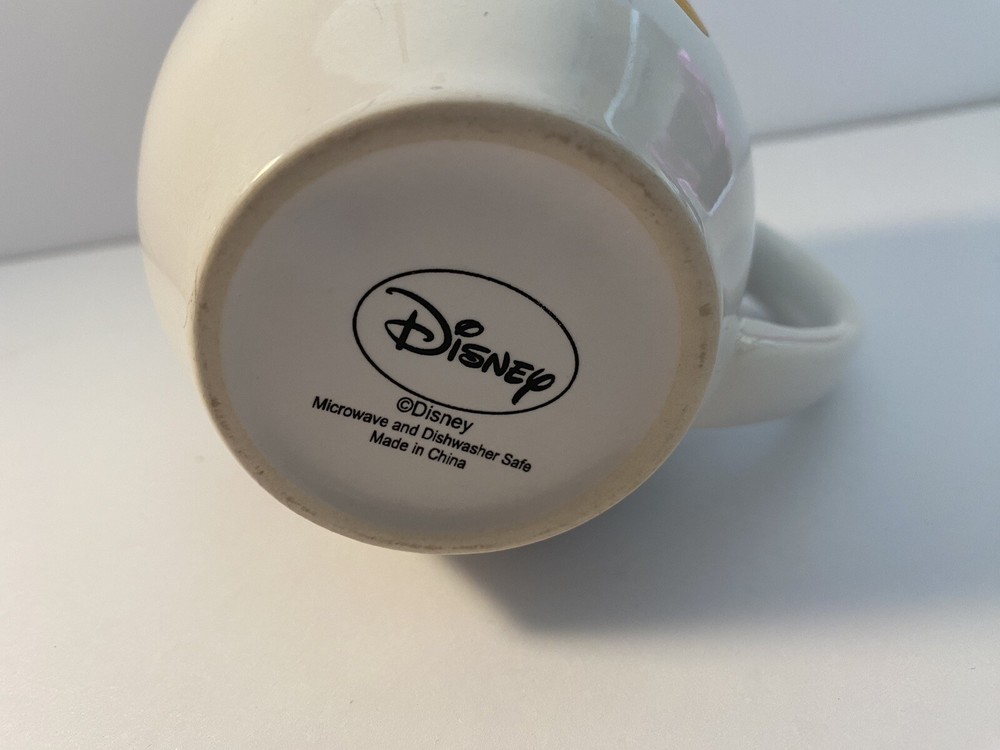 Disney
©Disney
Microwave and Dishwasher Safe
Made in China